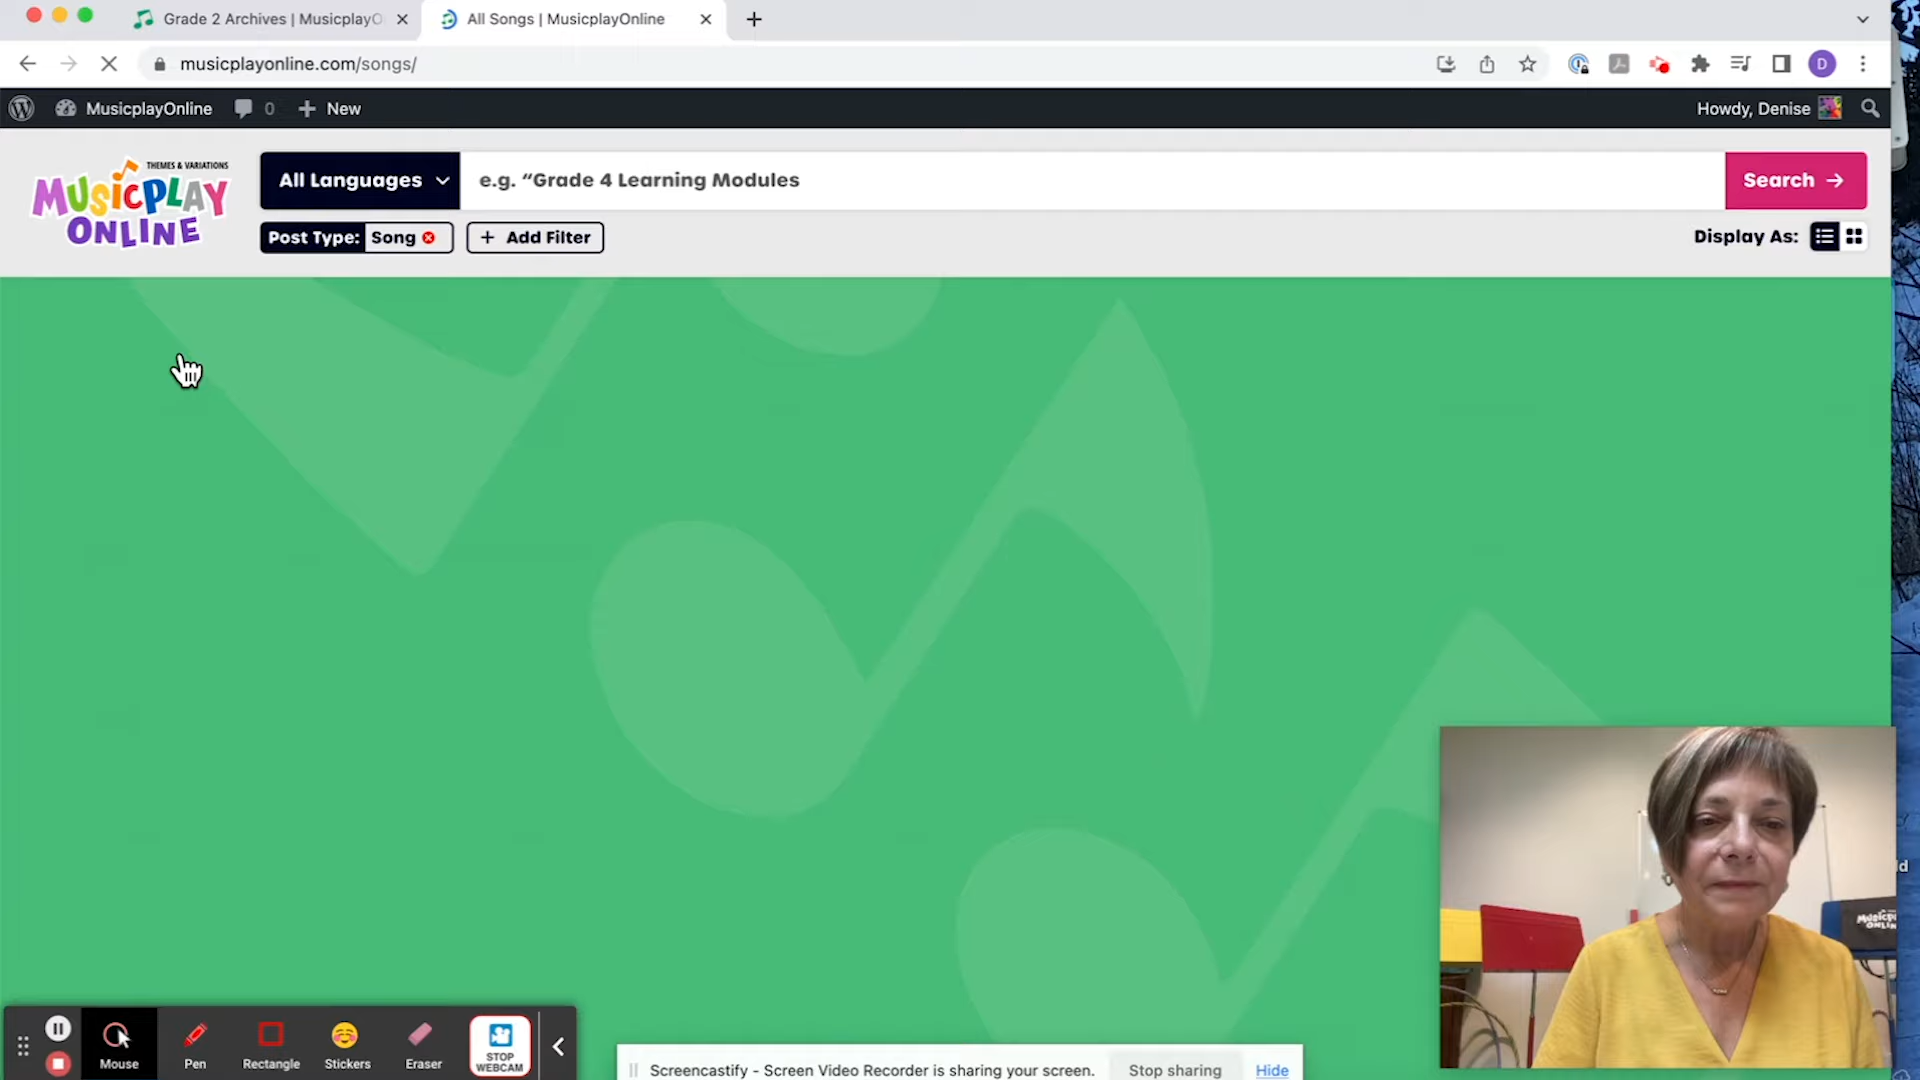 Grade 2 Archives | MusicplayO
All Songs | MusicplayOnline
musicplayonline.com/songs/
D
MusicplayOnline 0 New
Howdy, Denise
THEMES & VARIATIONS
MUSICPLAY
ONLINE
All Languages
e.g. “Grade 4 Learning Modules
Search
Post Type: Song
Add Filter
Display As:
MUSICPLAY
ONLINE
Mouse
Pen
Rectangle
Stickers
Eraser
STOP
WEBCAM
Screencastify - Screen Video Recorder is sharing your screen.
Stop sharing
Hide